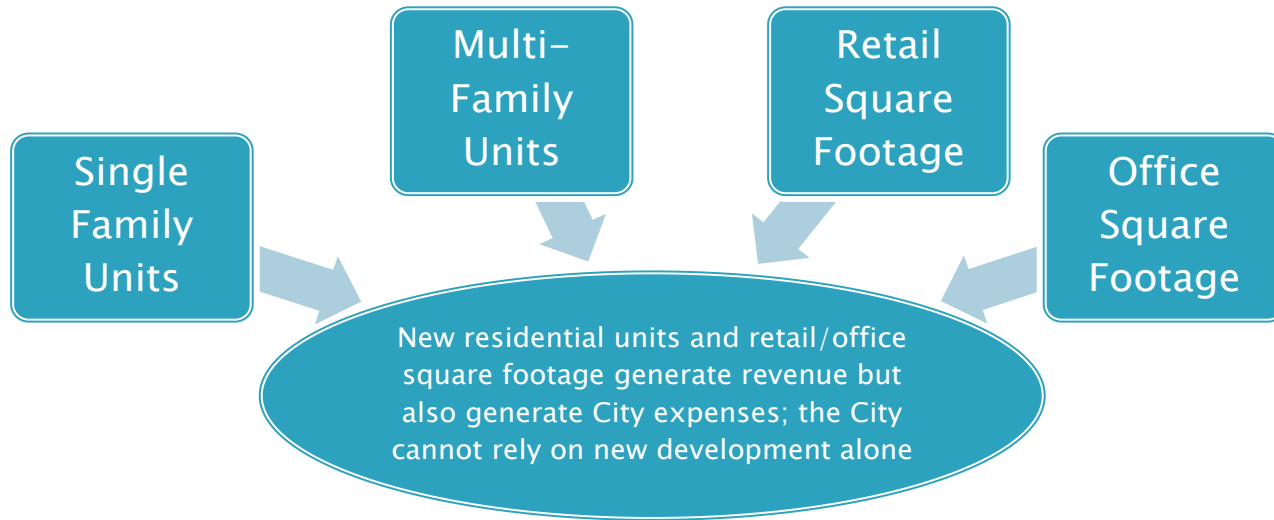 Single
Family
Units
Multi-
Family
Units
Retail
Square
Footage
Office
Square
Footage
New residential units and retail/office
square footage generate revenue but
also generate City expenses; the City
cannot rely on new development alone